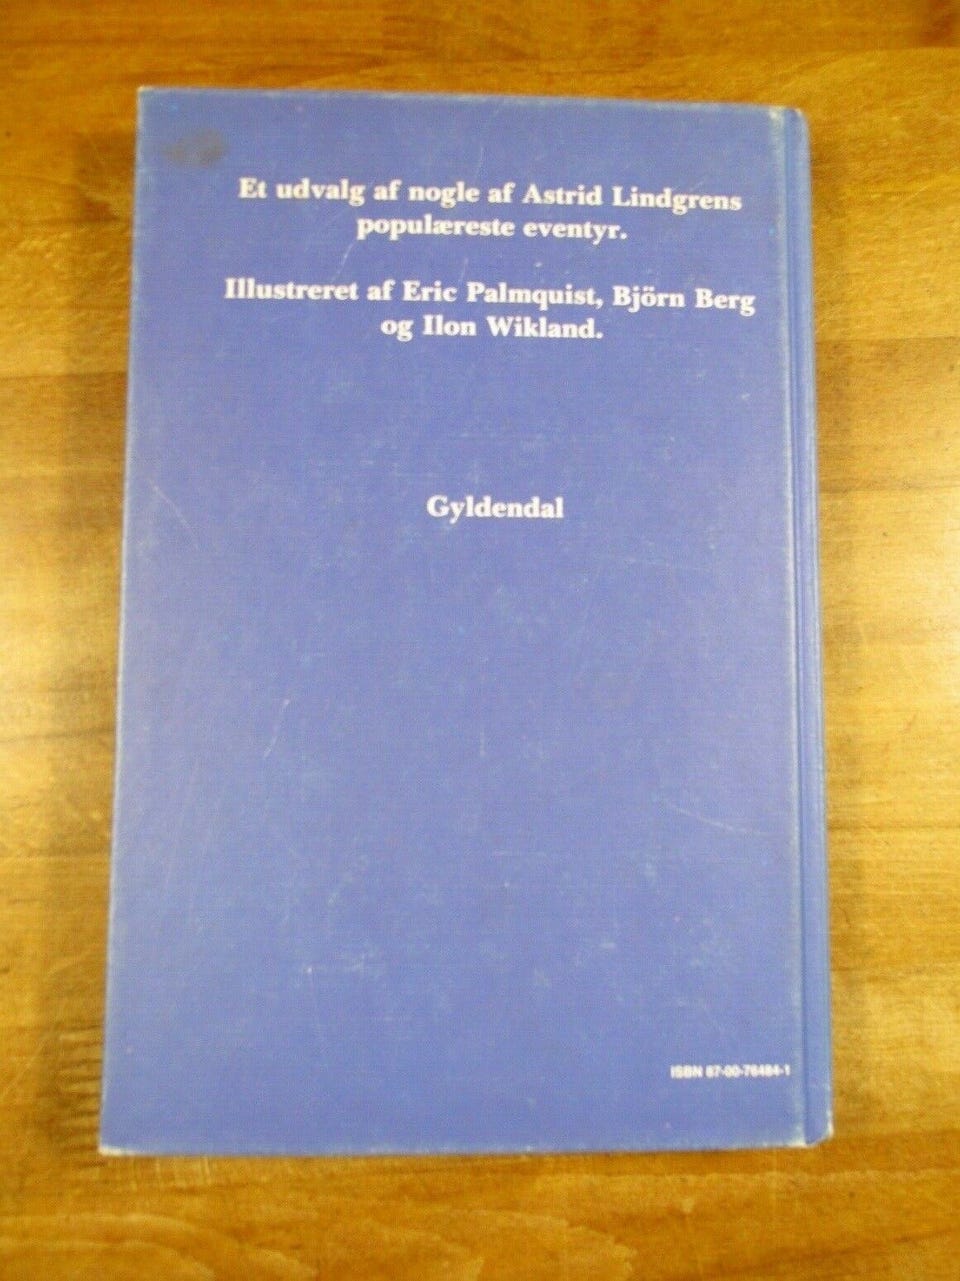 Et udvalg af nogle af Astrid Lindgrens
populæreste eventyr.
Illustreret af Eric Palmquist, Björn Berg
og Ilon Wikland.
Gyldendal
ISBN 87-00-76484-1